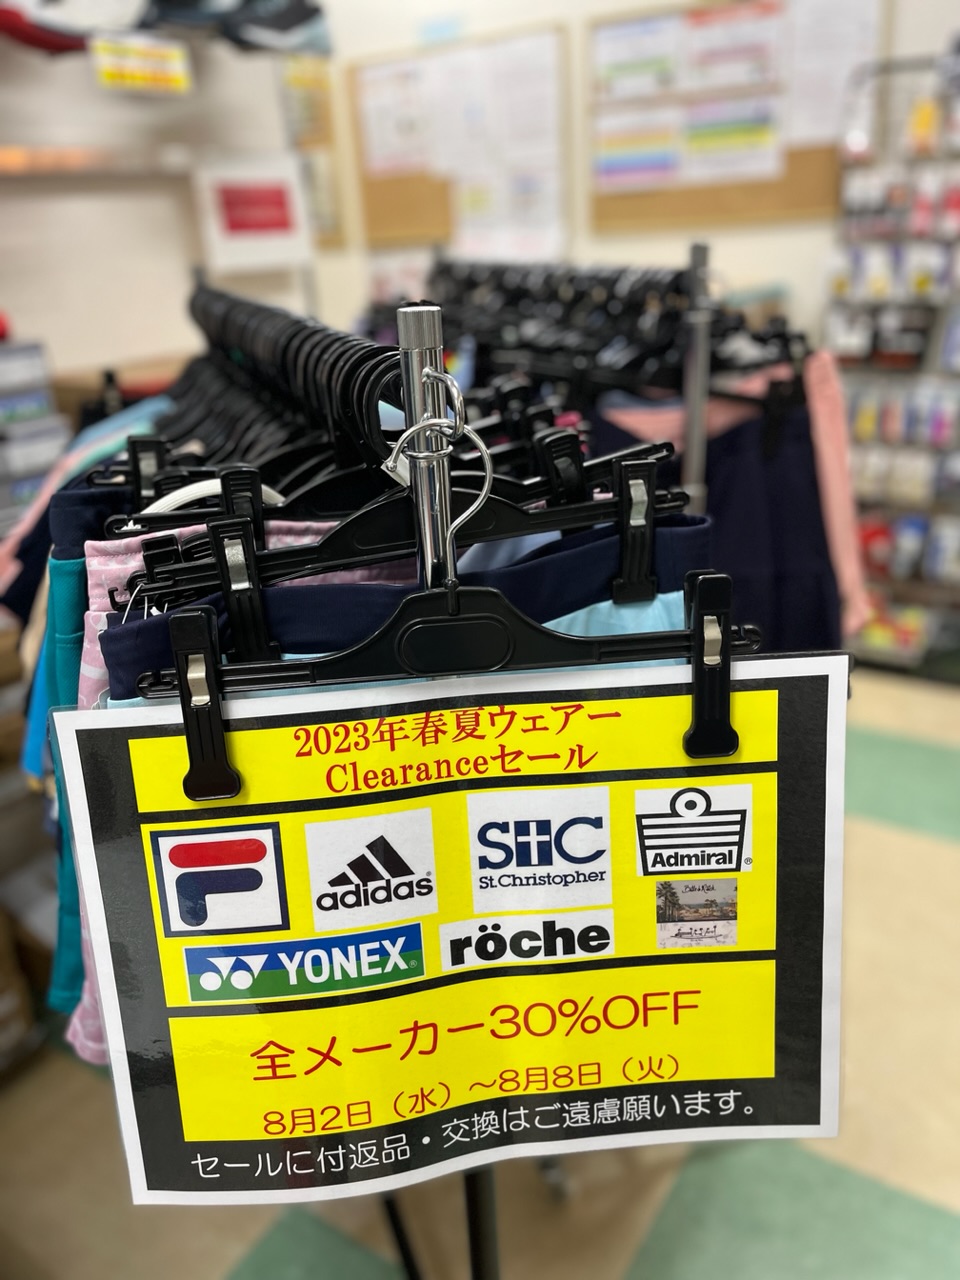 2023年春夏ウェアー
Clearanceセール
FILA
adidas
StC
St.Christopher
Admiral
YONEX
röche
全メーカー30%OFF
8月2日（水）～8月8日（火）
セールに付返品・交換はご遠慮願います。